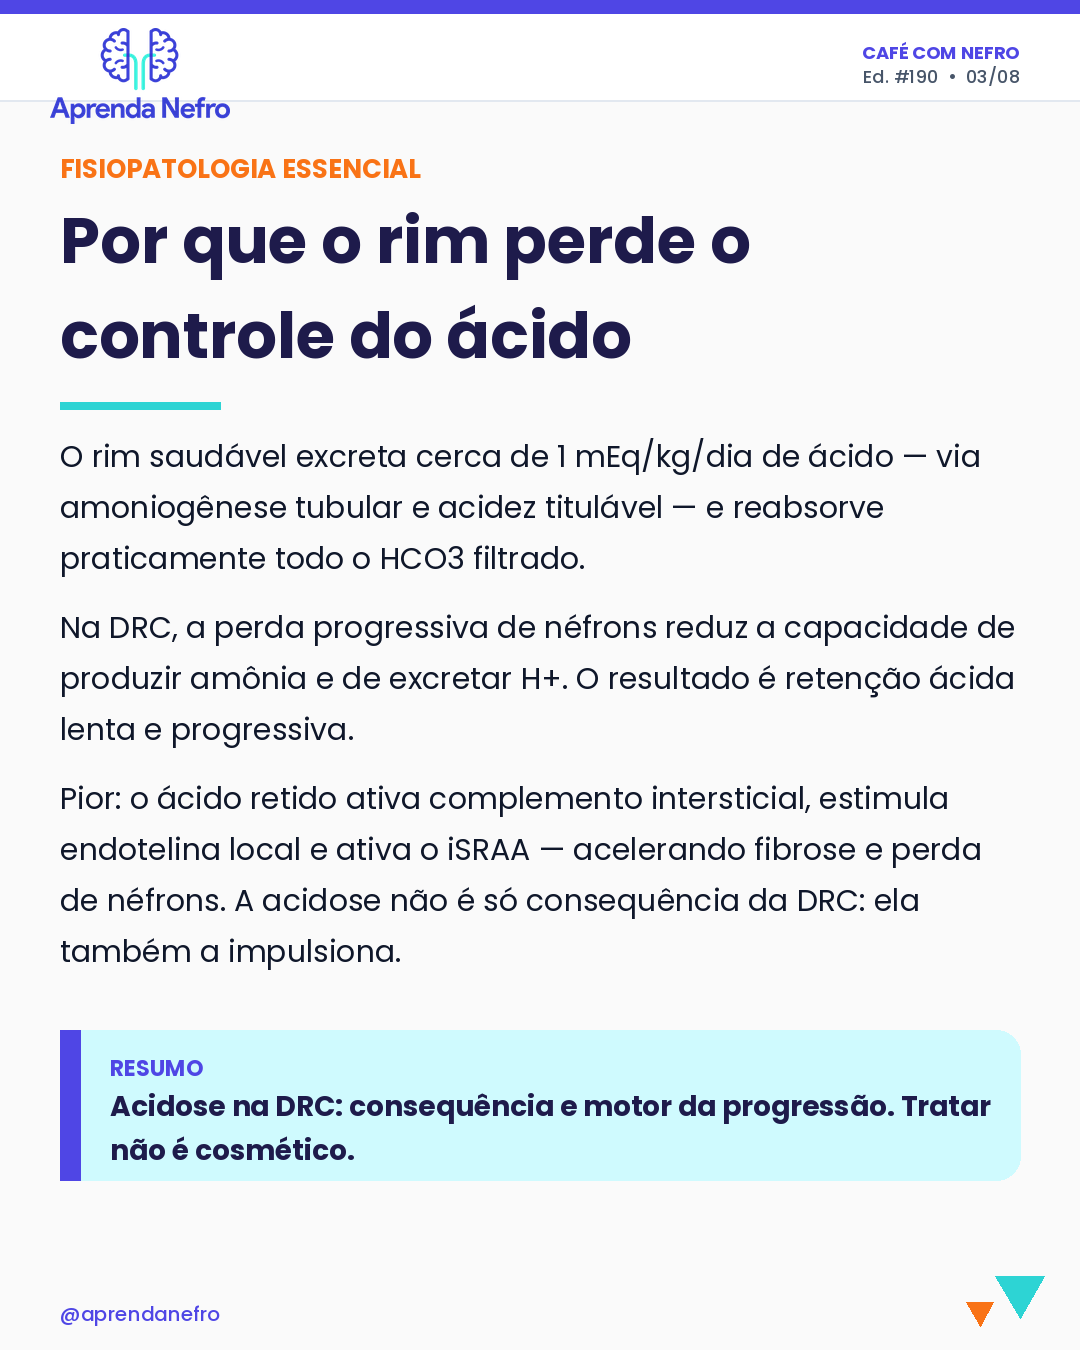 Aprenda Nefro
CAFÉ COM NEFRO
Ed. #190 • 03/08
FISIOPATOLOGIA ESSENCIAL
Por que o rim perde o
controle do ácido
O rim saudável excreta cerca de 1 mEq/kg/dia de ácido — via
amoniogênese tubular e acidez titulável — e reabsorve
praticamente todo o HCO3 filtrado.
Na DRC, a perda progressiva de néfrons reduz a capacidade de
produzir amônia e de excretar H+. O resultado é retenção ácida
lenta e progressiva.
Pior: o ácido retido ativa complemento intersticial, estimula
endotelina local e ativa o iSRAA — acelerando fibrose e perda
de néfrons. A acidose não é só consequência da DRC: ela
também a impulsiona.
RESUMO
Acidose na DRC: consequência e motor da progressão. Tratar
não é cosmético.
@aprendanefro